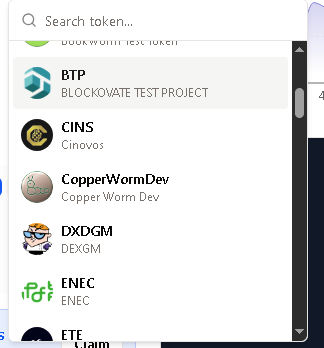 Search token...
BookWorm Test Token
BTP
BLOCKOVATE TEST PROJECT
CINS
Cinovos
CopperWormDev
Copper Worm Dev
DXDGM
DEXGM
ENEC
ENEC
ETE
Claim
4
s